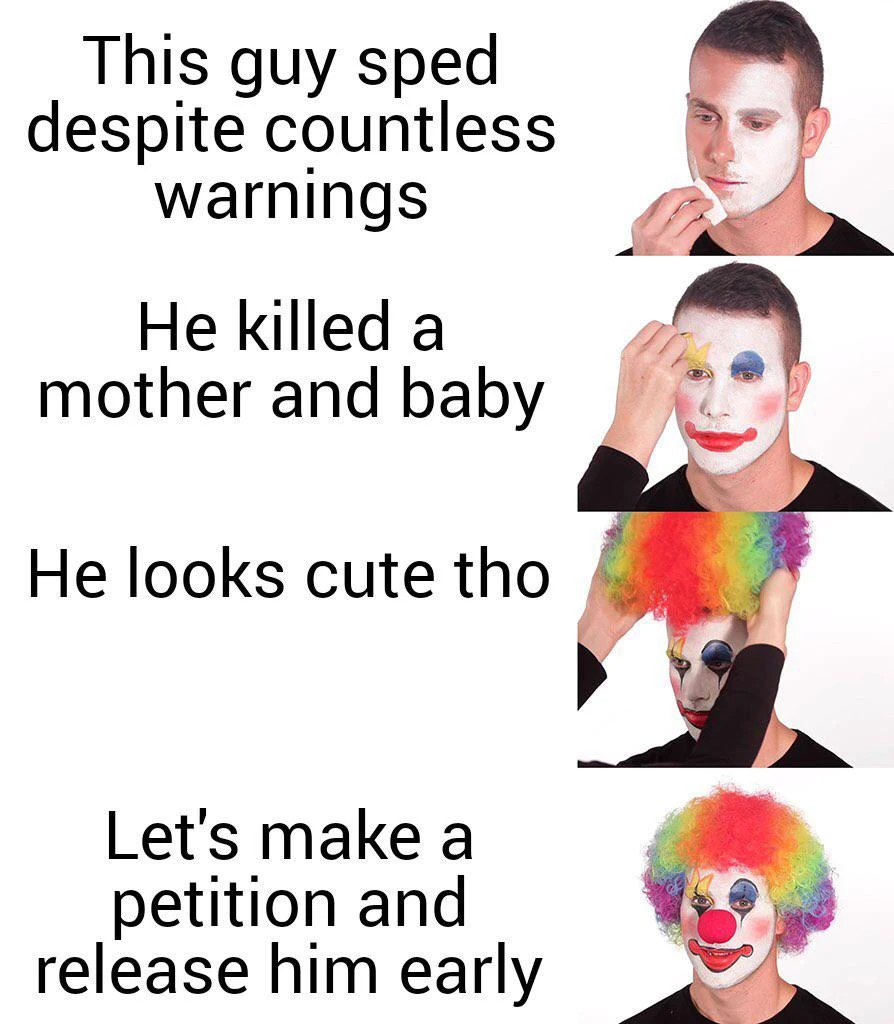 This guy sped
despite countless
warnings
He killed a
mother and baby
He looks cute tho
Let's make a
petition and
release him early